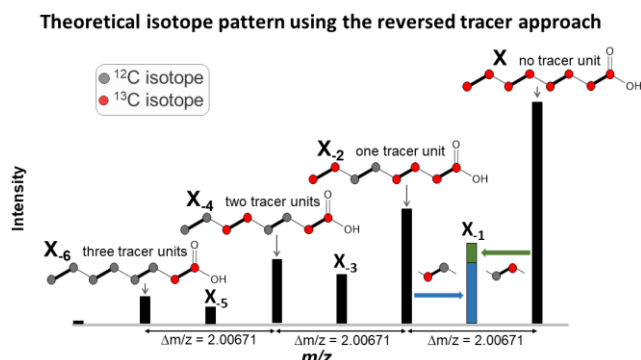 Theoretical isotope pattern using the reversed tracer approach
¹²C isotope
¹³C isotope
X no tracer unit
O
OH
X-2 one tracer unit
O
OH
X-4 two tracer units
O
OH
X-6 three tracer units
O
OH
X-5
X-3
X-1
Intensity
Δm/z = 2.00671
Δm/z = 2.00671
Δm/z = 2.00671
m/z